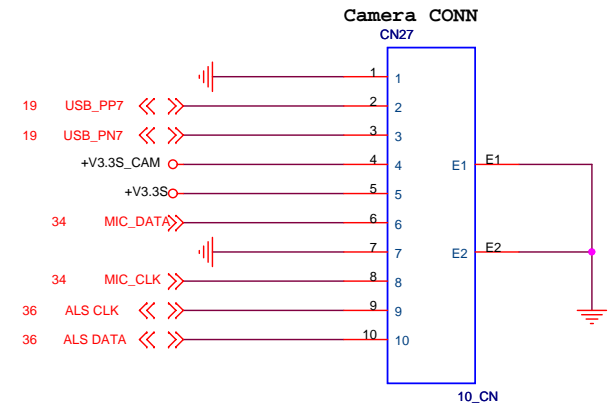 Camera CONN
CN27
1 1
19 USB_PP7 2 2
19 USB_PN7 3 3
+V3.3S_CAM 4 4 E1 E1
+V3.3S 5 5
34 MIC_DATA 6 6
7 7 E2 E2
34 MIC_CLK 8 8
36 ALS CLK 9 9
36 ALS DATA 10 10
10_CN